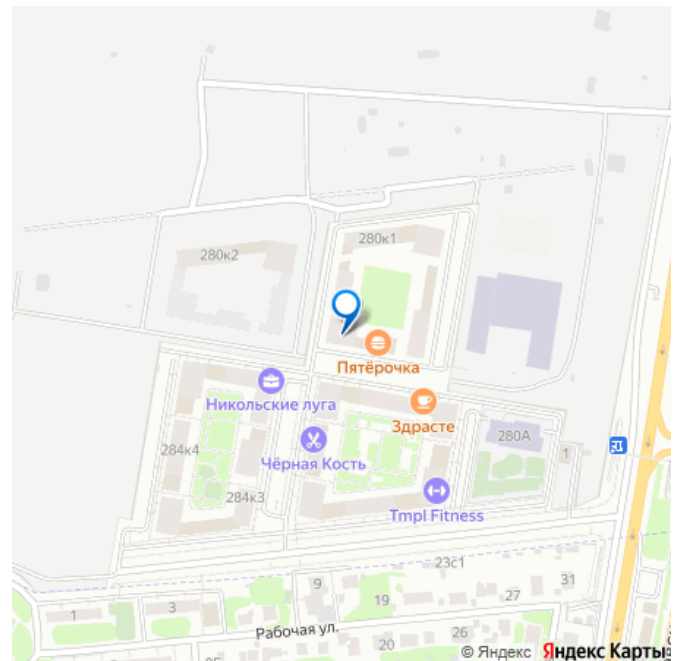 280к1
280к2
Пятёрочка
Никольские луга
Здрасте
280А
284к4
Чёрная Кость
1
284к3
Tmpl Fitness
23с1
9
31
1
3
19
27
Рабочая ул.
26
20
© Яндекс Яндекс Карты